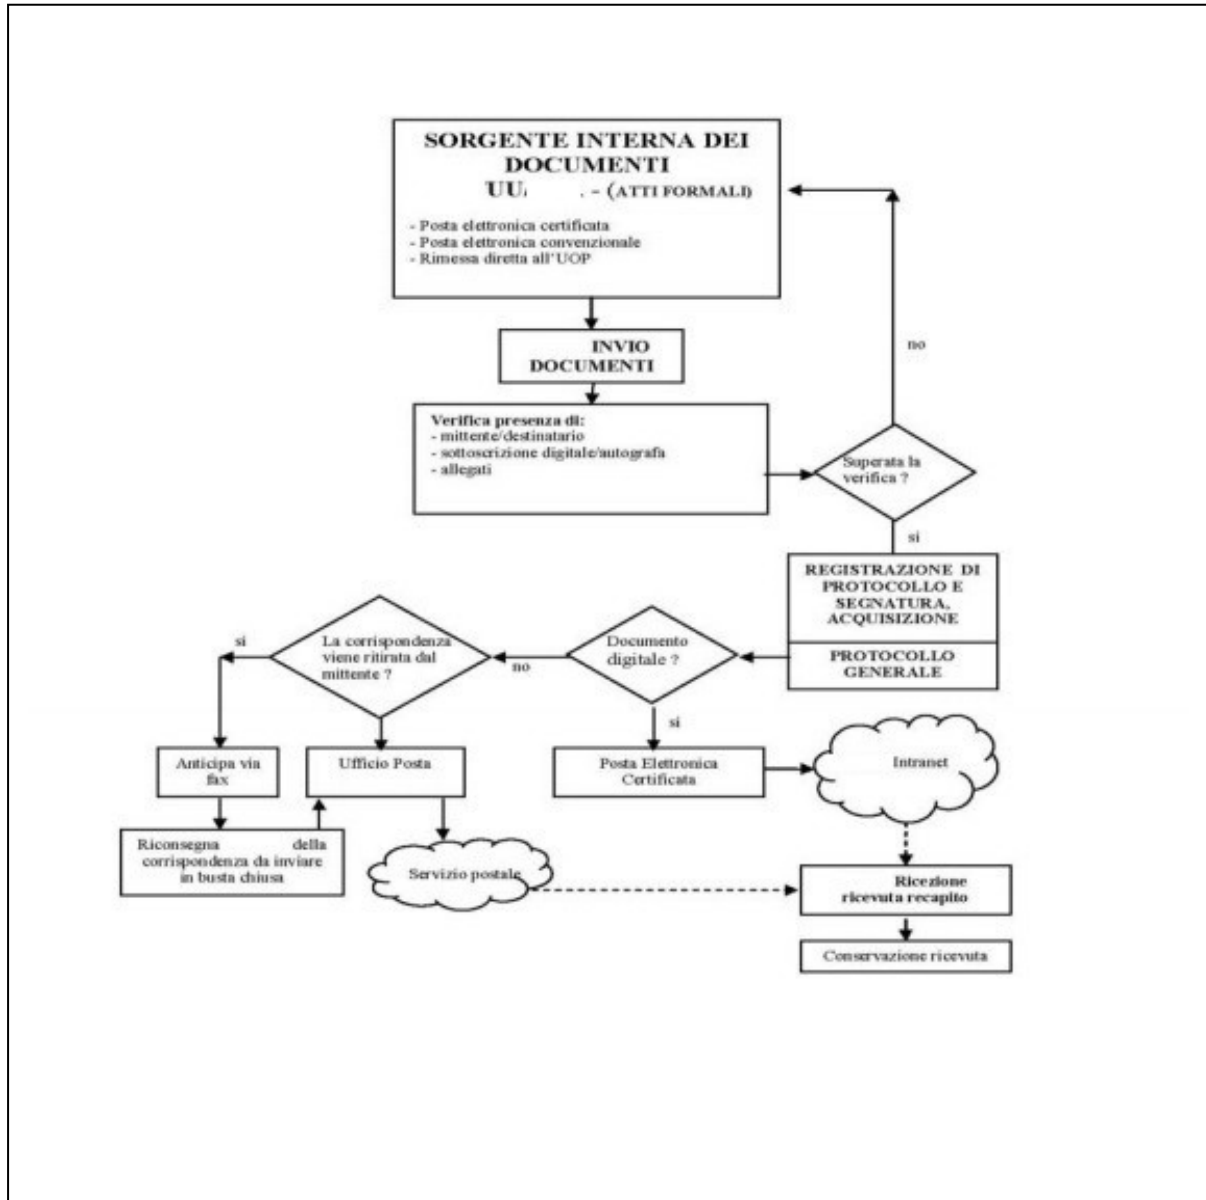 SORGENTE INTERNA DEI
DOCUMENTI
UU. - (ATTI FORMALI)
- Posta elettronica certificata
- Posta elettronica convenzionale
- Rimessa diretta all'UOP
INVIO
DOCUMENTI
no
Verifica presenza di:
- mittente/destinatario
- sottoscrizione digitale/autografa
- allegati
Superata la
verifica ?
si
REGISTRAZIONE DI
PROTOCOLLO E
SEGNATURA,
ACQUISIZIONE
PROTOCOLLO
GENERALE
Documento
digitale ?
no
si
La corrispondenza
viene ritirata dal
mittente ?
si
Anticipa via
fax
Ufficio Posta
Posta Elettronica
Certificata
Intranet
Riconsegna della
corrispondenza da inviare
in busta chiusa
Servizio postale
Ricezione
ricevuta recapito
Conservazione ricevuta